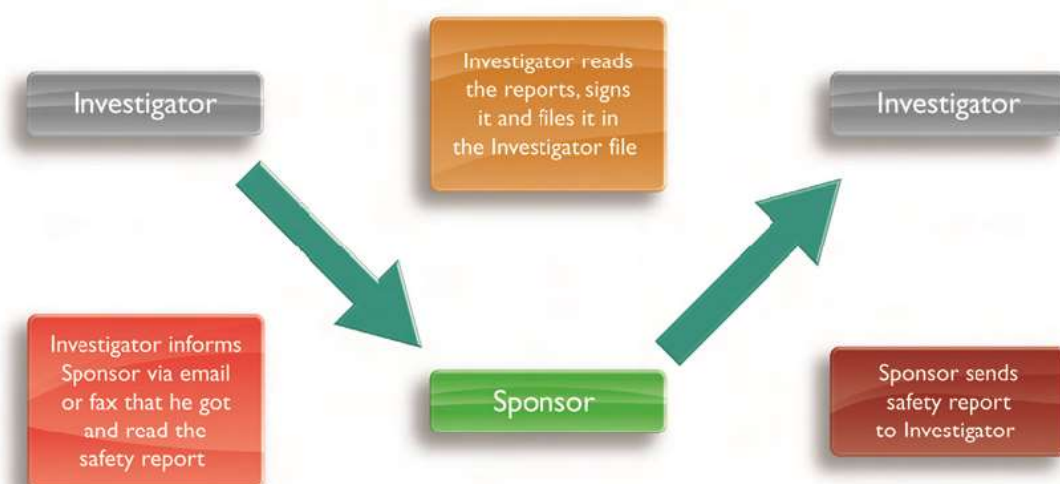 Investigator
Investigator reads
the reports, signs
it and files it in
the Investigator file
Investigator
Investigator informs
Sponsor via email
or fax that he got
and read the
safety report
Sponsor
Sponsor sends
safety report
to Investigator